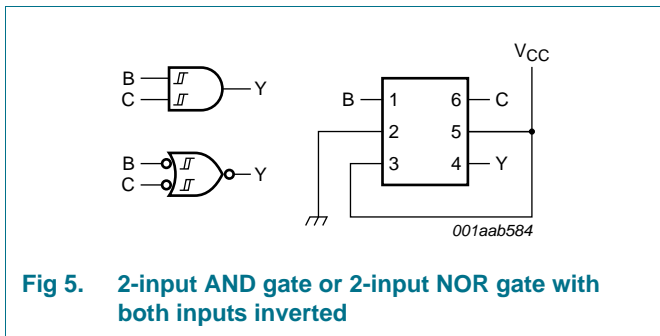 VCC
B
C
Y
B 1 6 C
2 5
3 4 Y
B
C
Y
001aab584
Fig 5. 2-input AND gate or 2-input NOR gate with
both inputs inverted